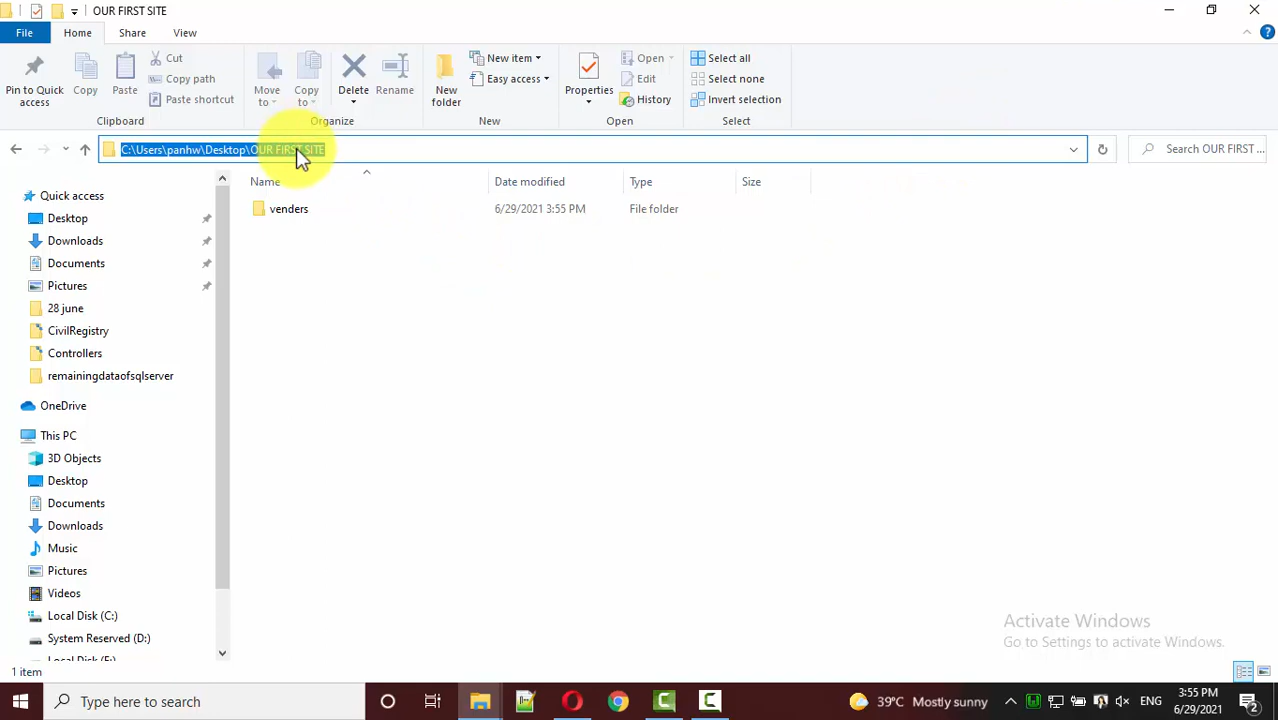 OUR FIRST SITE
File
Home
Share
View
Pin to Quick access
Copy
Paste
Cut
Copy path
Paste shortcut
Clipboard
Move to
Copy to
Delete
Rename
Organize
New folder
New item
Easy access
New
Properties
Open
Edit
History
Open
Select all
Select none
Invert selection
Select
C:\Users\panhw\Desktop\OUR FIRST SITE
Search OUR FIRST ...
Name
Date modified
Type
Size
venders
6/29/2021 3:55 PM
File folder
Quick access
Desktop
Downloads
Documents
Pictures
28 june
CivilRegistry
Controllers
remainingdataofsqlserver
OneDrive
This PC
3D Objects
Desktop
Documents
Downloads
Music
Pictures
Videos
Local Disk (C:)
System Reserved (D:)
Activate Windows
Go to Settings to activate Windows.
1 item
Type here to search
39°C Mostly sunny
ENG
3:55 PM
6/29/2021
2